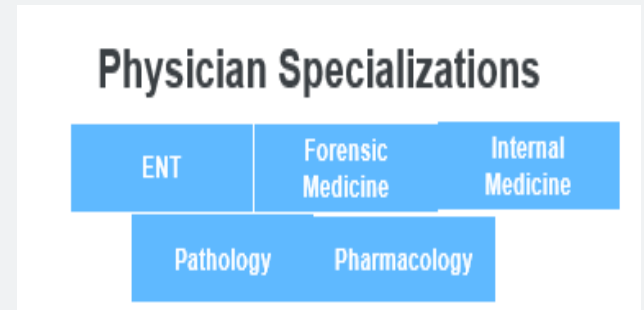 Physician Specializations
ENT
Forensic
Medicine
Internal
Medicine
Pathology
Pharmacology